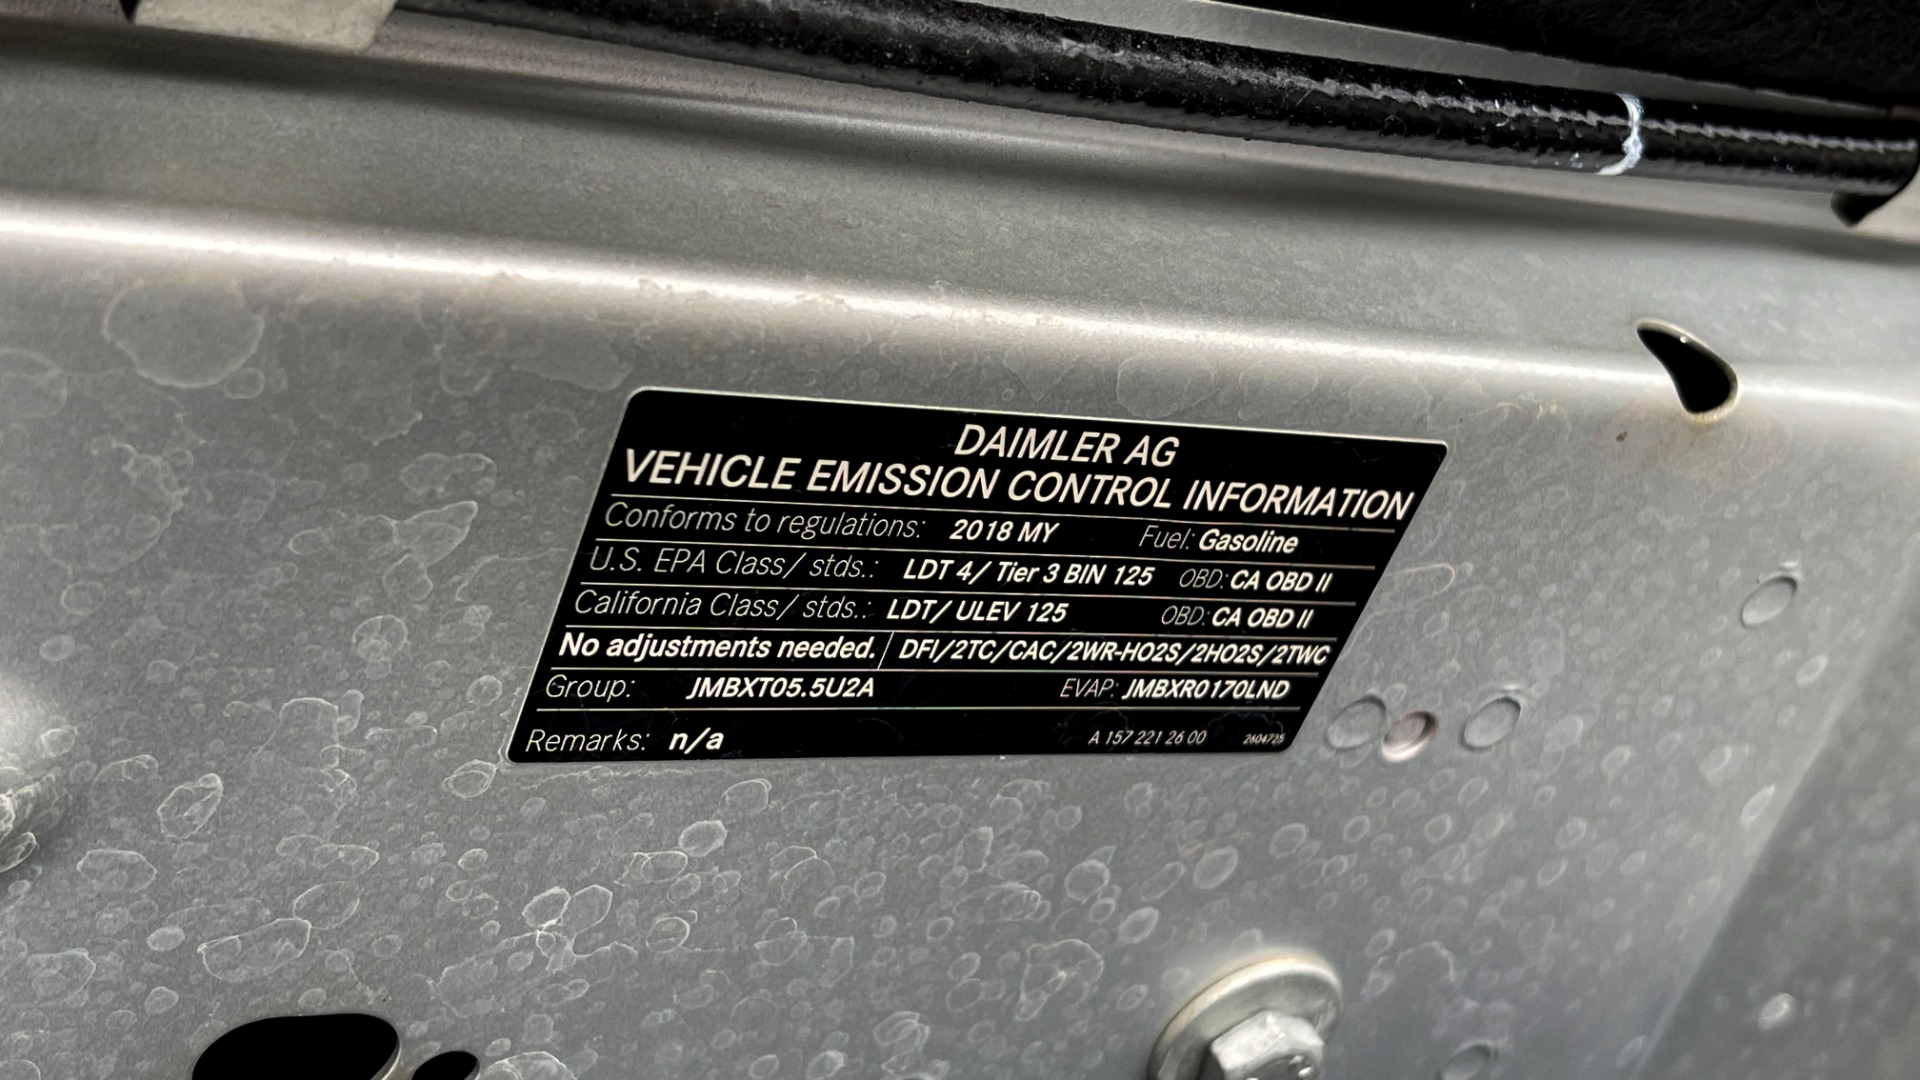 DAIMLER AG
VEHICLE EMISSION CONTROL INFORMATION
Conforms to regulations: 2018 MY Fuel: Gasoline
U.S. EPA Class/ stds.: LDT 4/ Tier 3 BIN 125 OBD: CA OBD II
California Class/ stds.: LDT/ ULEV 125 OBD: CA OBD II
No adjustments needed. DFI/2TC/CAC/2WR-HO2S/2HO2S/2TWC
Group: JMBXT05.5U2A EVAP: JMBXR0170LND
Remarks: n/a A 157 221 26 00 2604725